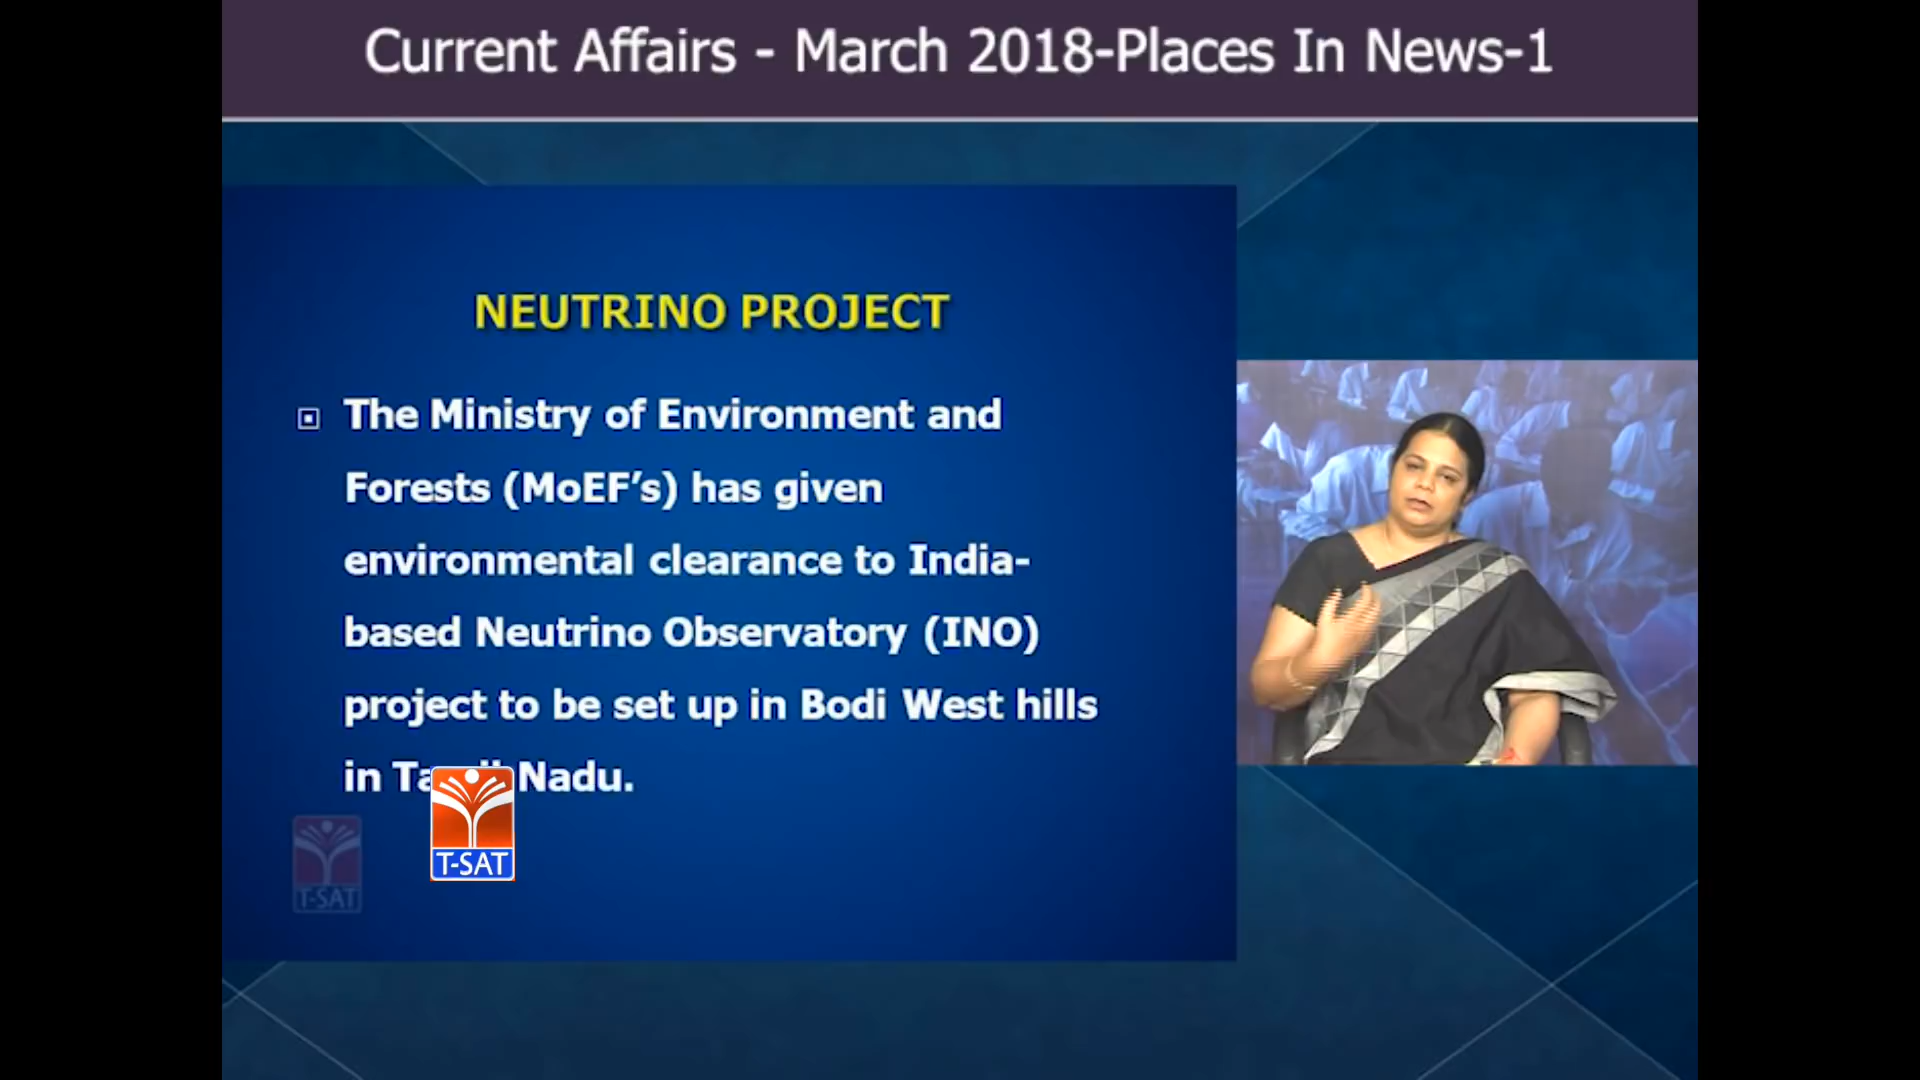 Current Affairs - March 2018-Places In News-1
NEUTRINO PROJECT
The Ministry of Environment and
Forests (MoEF’s) has given
environmental clearance to India-
based Neutrino Observatory (INO)
project to be set up in Bodi West hills
in Nadu.
T-SAT
T-SAT